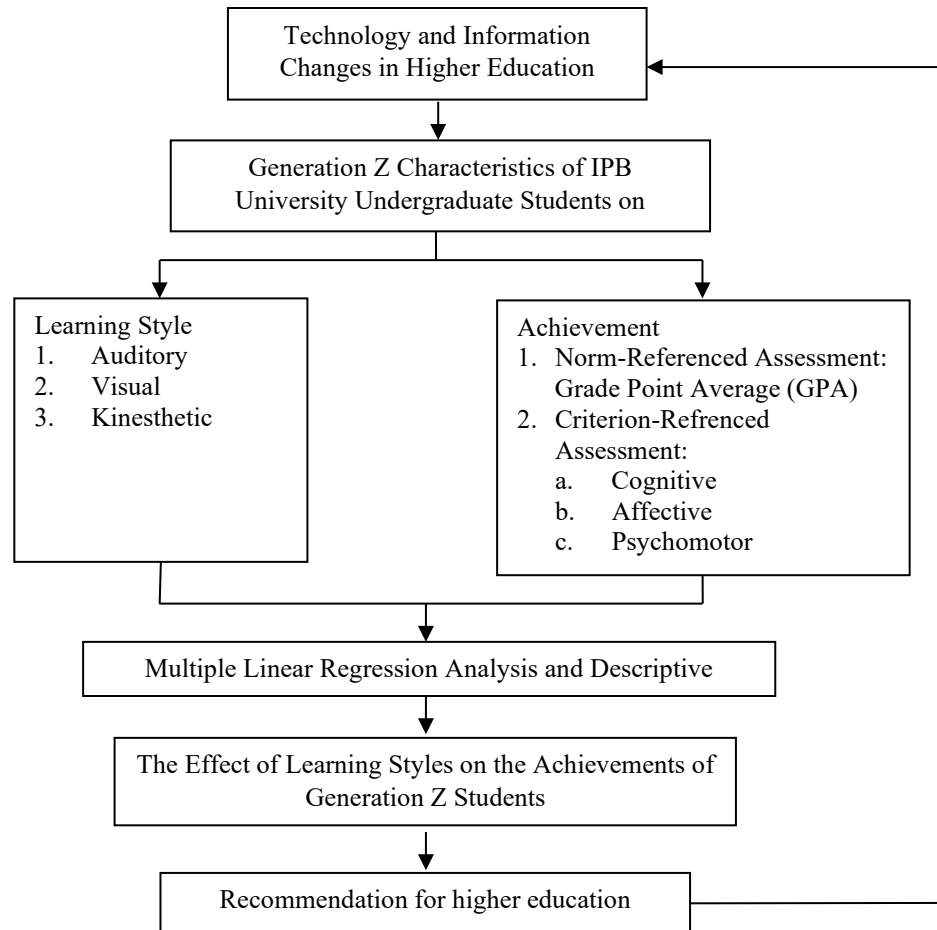 Technology and Information
Changes in Higher Education
Generation Z Characteristics of IPB
University Undergraduate Students on
Learning Style
1. Auditory
2. Visual
3. Kinesthetic
Achievement
1. Norm-Referenced Assessment:
Grade Point Average (GPA)
2. Criterion-Refrenced
Assessment:
a. Cognitive
b. Affective
c. Psychomotor
Multiple Linear Regression Analysis and Descriptive
The Effect of Learning Styles on the Achievements of
Generation Z Students
Recommendation for higher education